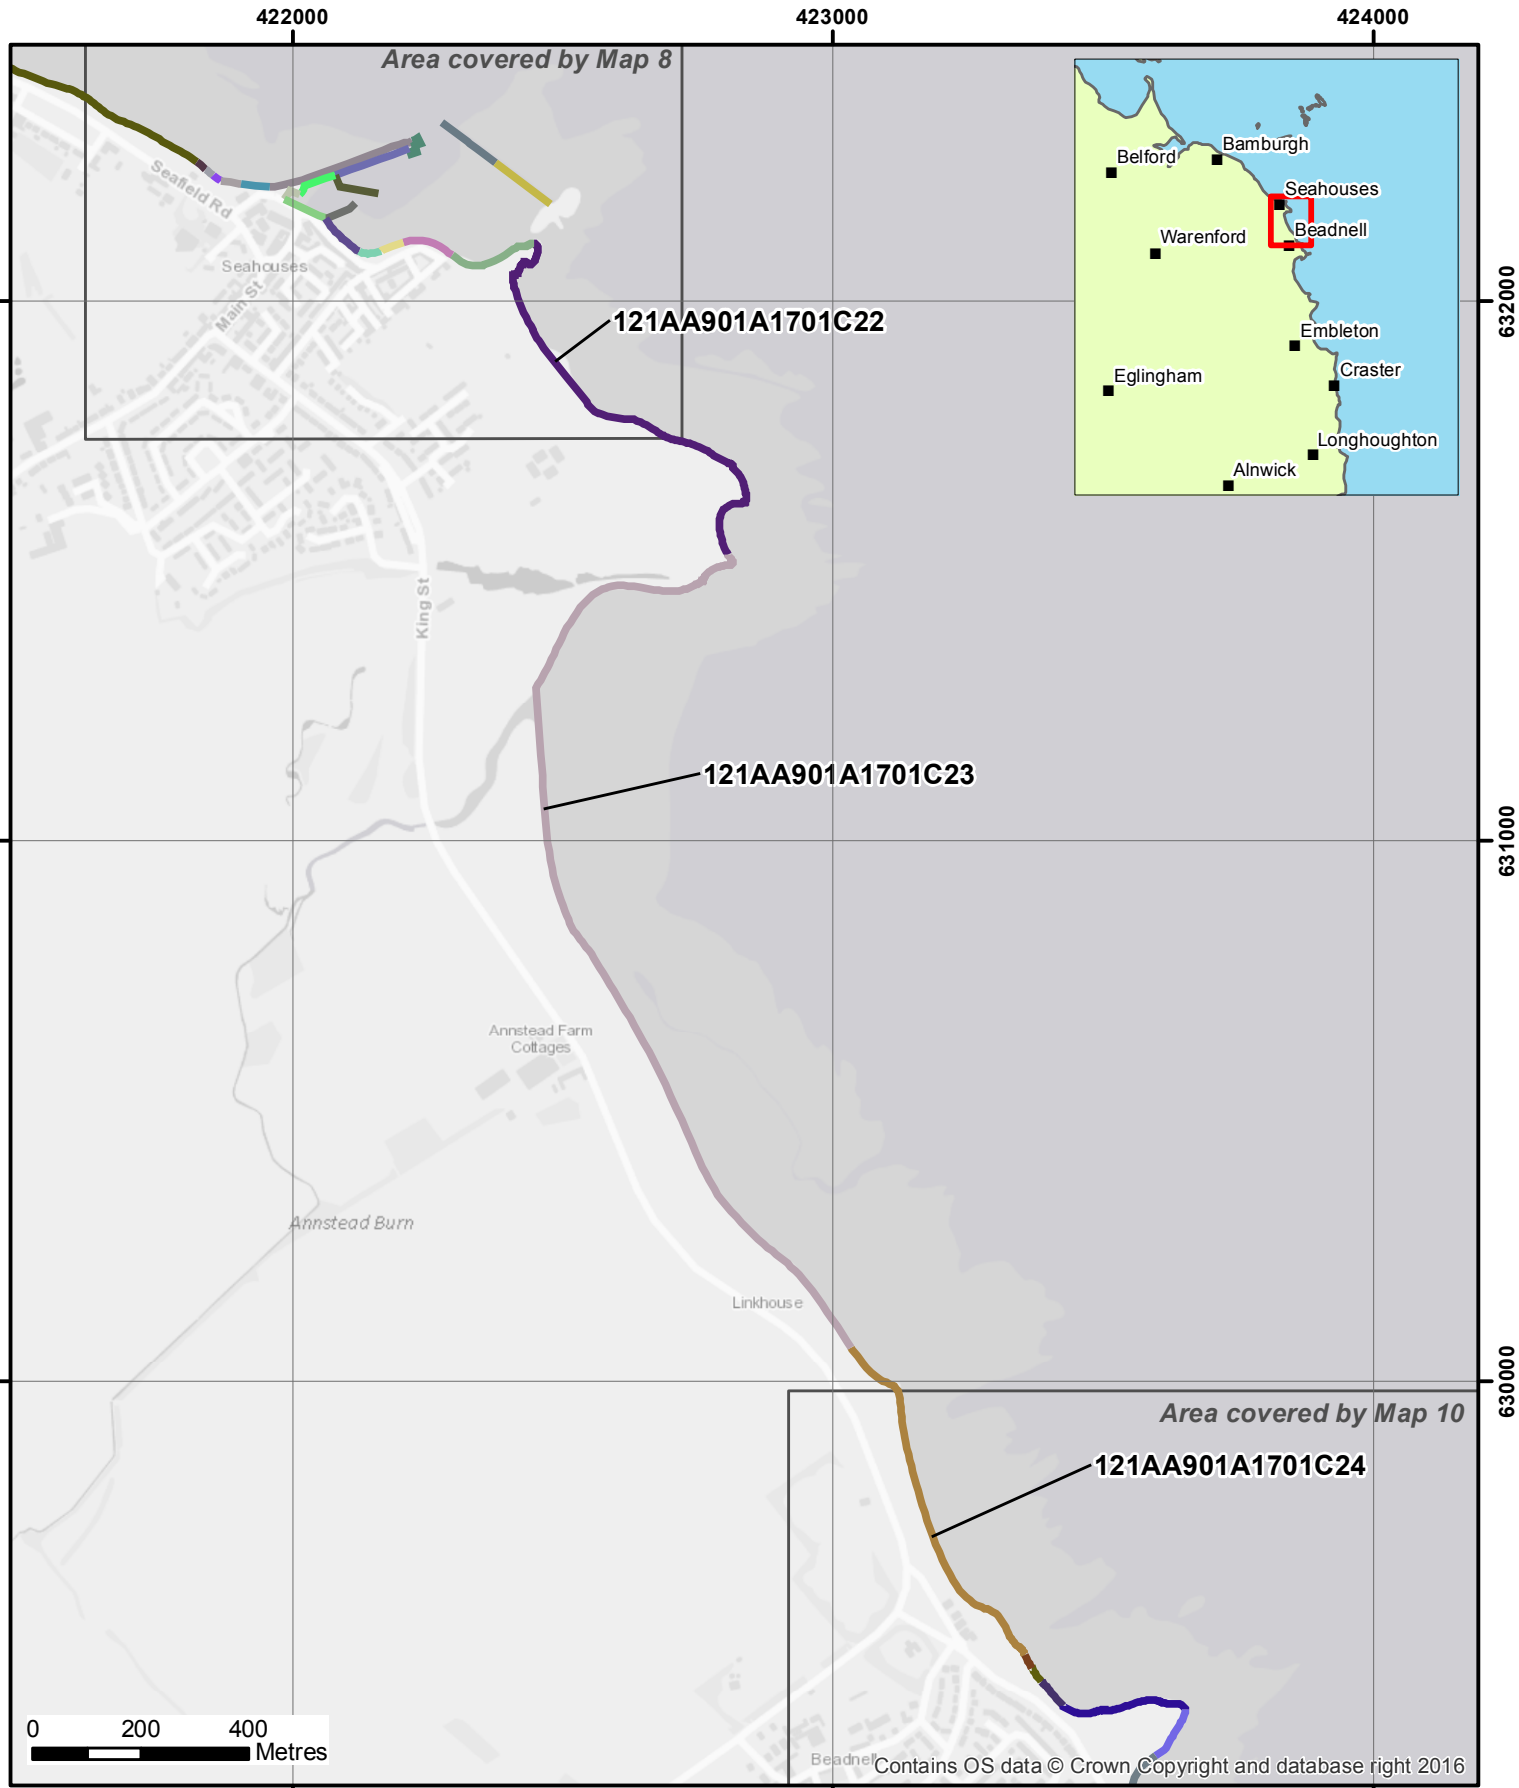 422000
423000
424000
Area covered by Map 8
Belford
Bamburgh
Seahouses
Beadnell
Warenford
Embleton
Eglingham
Craster
Longhoughton
Alnwick
Seafield Rd
Seahouses
Main St
632000
121AA901A1701C22
King St
121AA901A1701C23
631000
Annstead Farm
Cottages
Annstead Burn
Linkhouse
630000
Area covered by Map 10
121AA901A1701C24
0 200 400
Metres
Beadnell
Contains OS data © Crown Copyright and database right 2016